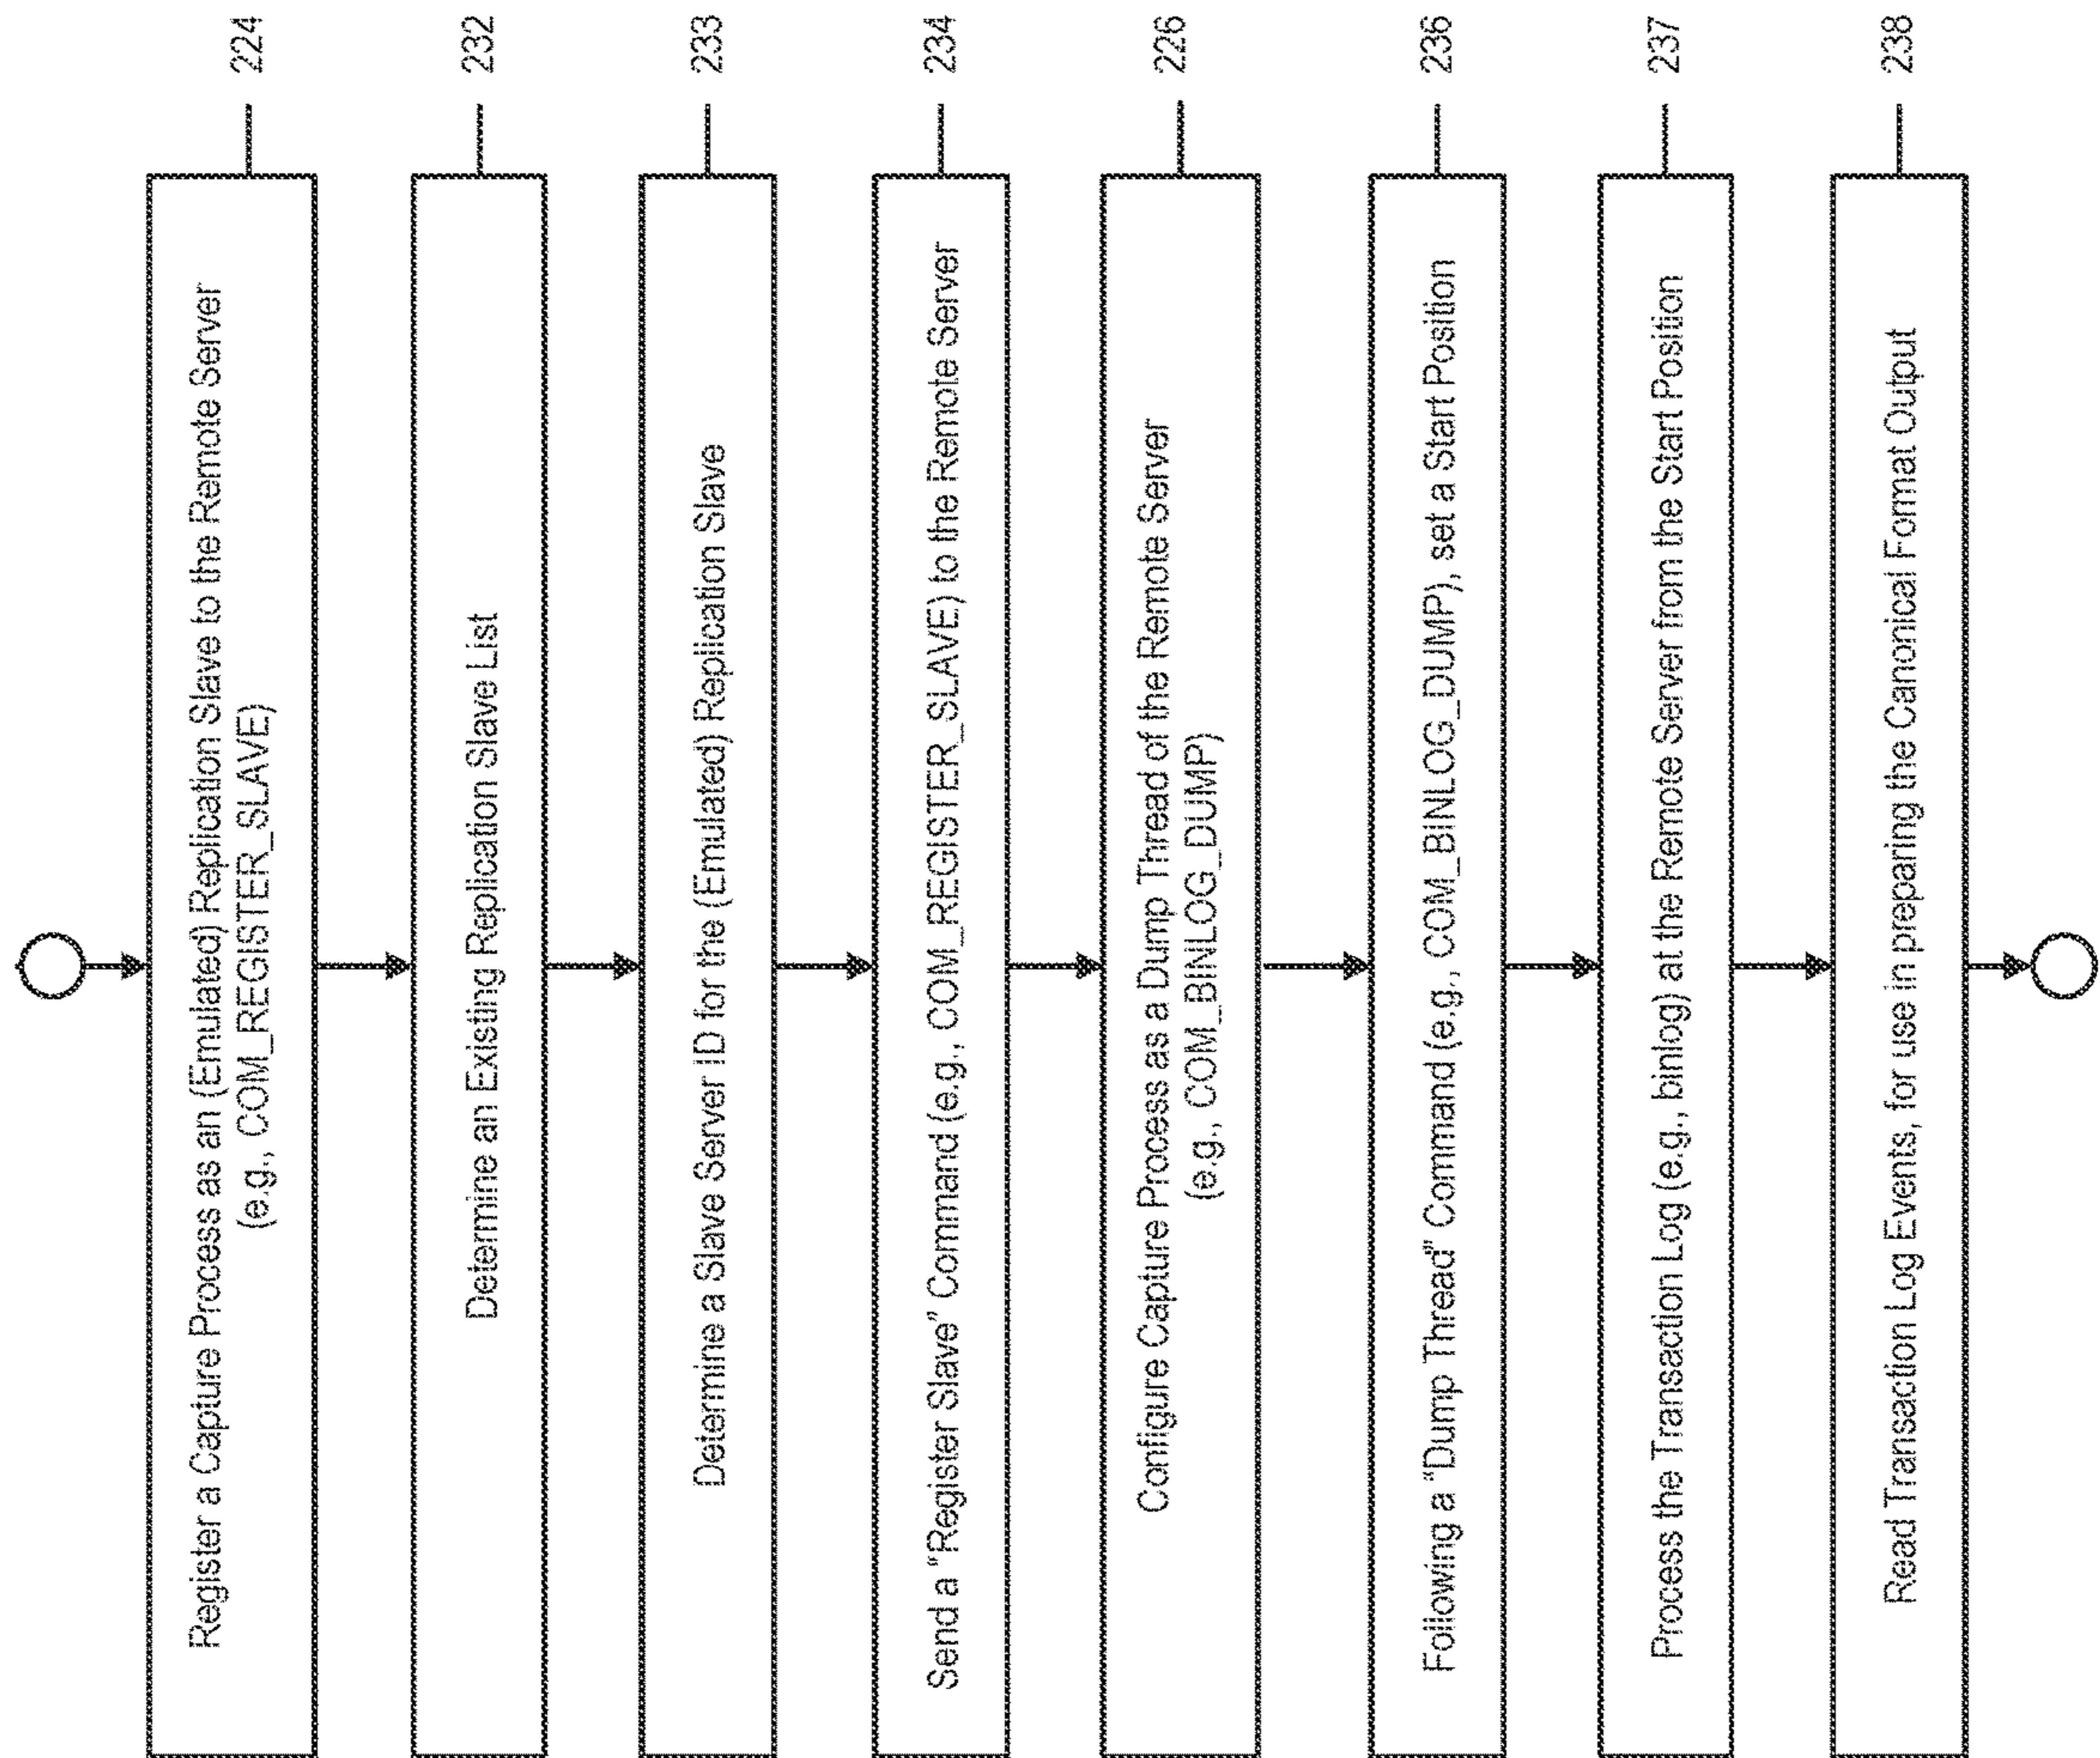 Register a Capture Process as an (Emulated) Replication Slave to the Remote Server
(e.g., COM_REGISTER_SLAVE)
224
Determine an Existing Replication Slave List
232
Determine a Slave Server ID for the (Emulated) Replication Slave
233
Send a “Register Slave” Command (e.g., COM_REGISTER_SLAVE) to the Remote Server
234
Configure Capture Process as a Dump Thread of the Remote Server
(e.g., COM_BINLOG_DUMP)
226
Following a “Dump Thread” Command (e.g., COM_BINLOG_DUMP), set a Start Position
236
Process the Transaction Log (e.g., binlog) at the Remote Server from the Start Position
237
Read Transaction Log Events, for use in preparing the Canonical Format Output
238